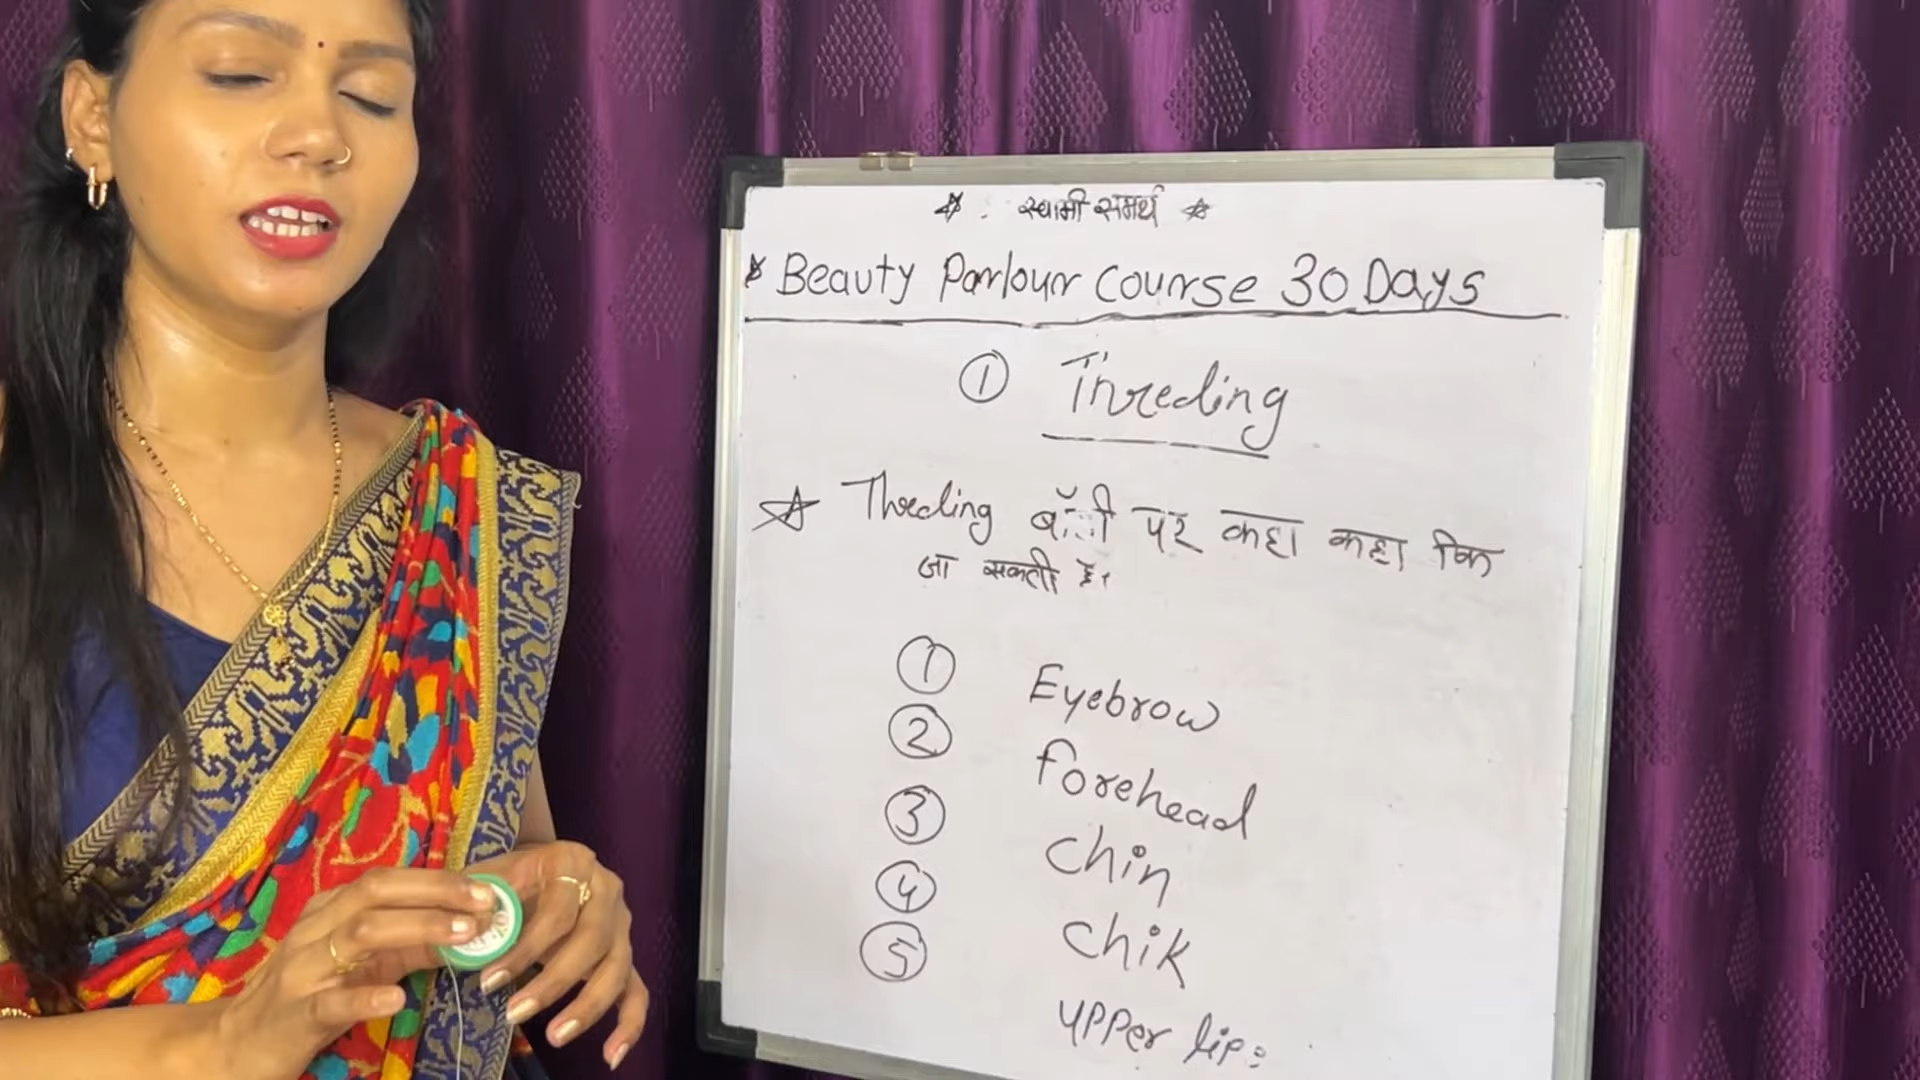 ☆ . स्वामी समर्थ ☆
* Beauty Parlour Course 30 Days
① Threding
☆ Threding बॉडी पर कहा कहा कि
जा सकती है।
① Eyebrow
② forehead
③ chin
④ chik
⑤ upper lip: